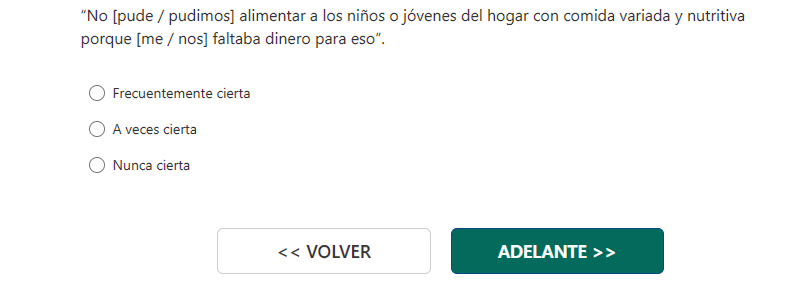 “No [pude / pudimos] alimentar a los niños o jóvenes del hogar con comida variada y nutritiva
porque [me / nos] faltaba dinero para eso”.
Frecuentemente cierta
A veces cierta
Nunca cierta
<< VOLVER
ADELANTE >>